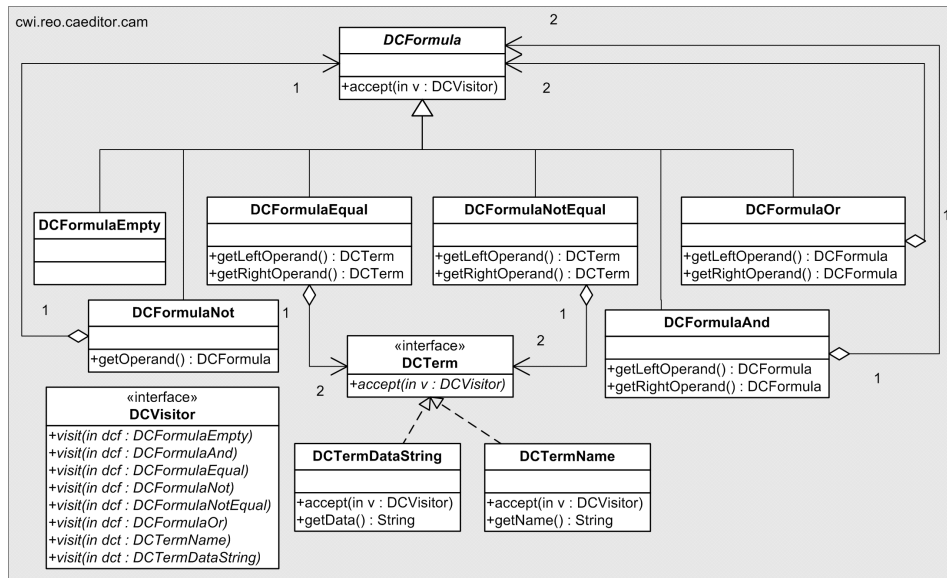 cwi.reo.caeditor.cam
2
DCFormula
+accept(in v : DCVisitor)
1
2
DCFormulaEmpty
DCFormulaEqual
+getLeftOperand() : DCTerm
+getRightOperand() : DCTerm
DCFormulaNotEqual
+getLeftOperand() : DCTerm
+getRightOperand() : DCTerm
DCFormulaOr
+getLeftOperand() : DCFormula
+getRightOperand() : DCFormula
1
1
DCFormulaNot
+getOperand() : DCFormula
1
1
DCFormulaAnd
+getLeftOperand() : DCFormula
+getRightOperand() : DCFormula
1
«interface»
DCTerm
+accept(in v : DCVisitor)
2
2
«interface»
DCVisitor
+visit(in dcf : DCFormulaEmpty)
+visit(in dcf : DCFormulaAnd)
+visit(in dcf : DCFormulaEqual)
+visit(in dcf : DCFormulaNot)
+visit(in dcf : DCFormulaNotEqual)
+visit(in dcf : DCFormulaOr)
+visit(in dct : DCTermName)
+visit(in dct : DCTermDataString)
DCTermDataString
+accept(in v : DCVisitor)
+getData() : String
DCTermName
+accept(in v : DCVisitor)
+getName() : String